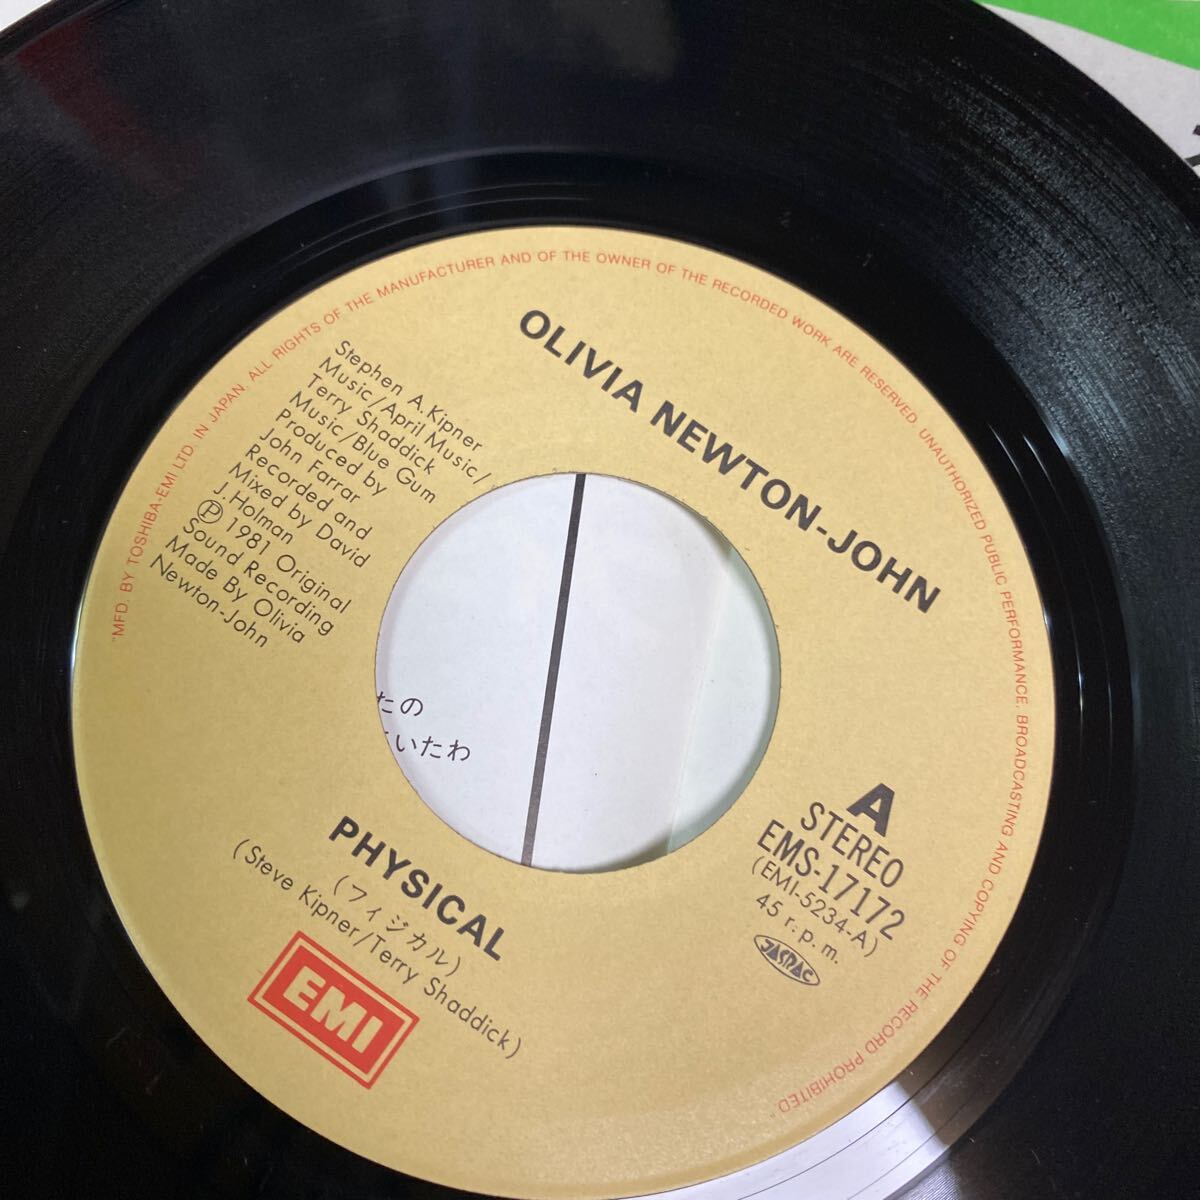 "MFD. BY TOSHIBA-EMI LTD. IN JAPAN. ALL RIGHTS OF THE MANUFACTURER AND OF THE OWNER OF THE RECORDED WORK ARE RESERVED. UNAUTHORIZED PUBLIC PERFORMANCE. BROADCASTING AND COPYING OF THE RECORD PROHIBITED"
OLIVIA NEWTON-JOHN
Stephen A.Kipner
Music/April Music/
Terry Shaddick
Music/Blue Gum
Produced by
John Farrar
Recorded and
Mixed by David
J. Holman
Ⓟ 1981 Original
Sound Recording
Made By Olivia
Newton-John
たの
いたわ
A
STEREO
EMS-17172
(EMI-5234-A)
45 r.p.m.
JASRAC
PHYSICAL
(フィジカル)
(Steve Kipner/Terry Shaddick)
EMI